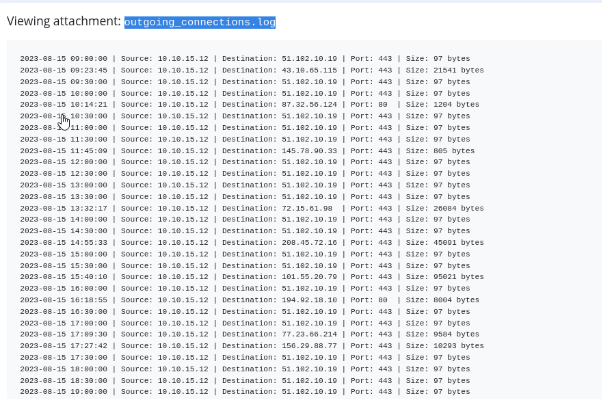 Viewing attachment: outgoing_connections.log
2023-08-15 09:00:00 | Source: 10.10.15.12 | Destination: 51.102.10.19 | Port: 443 | Size: 97 bytes
2023-08-15 09:23:45 | Source: 10.10.15.12 | Destination: 43.10.65.115 | Port: 443 | Size: 21541 bytes
2023-08-15 09:30:00 | Source: 10.10.15.12 | Destination: 51.102.10.19 | Port: 443 | Size: 97 bytes
2023-08-15 10:00:00 | Source: 10.10.15.12 | Destination: 51.102.10.19 | Port: 443 | Size: 97 bytes
2023-08-15 10:14:21 | Source: 10.10.15.12 | Destination: 87.32.56.124 | Port: 80 | Size: 1204 bytes
2023-08-15 10:30:00 | Source: 10.10.15.12 | Destination: 51.102.10.19 | Port: 443 | Size: 97 bytes
2023-08-15 11:00:00 | Source: 10.10.15.12 | Destination: 51.102.10.19 | Port: 443 | Size: 97 bytes
2023-08-15 11:30:00 | Source: 10.10.15.12 | Destination: 51.102.10.19 | Port: 443 | Size: 97 bytes
2023-08-15 11:45:09 | Source: 10.10.15.12 | Destination: 145.78.90.33 | Port: 443 | Size: 805 bytes
2023-08-15 12:00:00 | Source: 10.10.15.12 | Destination: 51.102.10.19 | Port: 443 | Size: 97 bytes
2023-08-15 12:30:00 | Source: 10.10.15.12 | Destination: 51.102.10.19 | Port: 443 | Size: 97 bytes
2023-08-15 13:00:00 | Source: 10.10.15.12 | Destination: 51.102.10.19 | Port: 443 | Size: 97 bytes
2023-08-15 13:30:00 | Source: 10.10.15.12 | Destination: 51.102.10.19 | Port: 443 | Size: 97 bytes
2023-08-15 13:32:17 | Source: 10.10.15.12 | Destination: 72.15.61.98 | Port: 443 | Size: 26084 bytes
2023-08-15 14:00:00 | Source: 10.10.15.12 | Destination: 51.102.10.19 | Port: 443 | Size: 97 bytes
2023-08-15 14:30:00 | Source: 10.10.15.12 | Destination: 51.102.10.19 | Port: 443 | Size: 97 bytes
2023-08-15 14:55:33 | Source: 10.10.15.12 | Destination: 208.45.72.16 | Port: 443 | Size: 45091 bytes
2023-08-15 15:00:00 | Source: 10.10.15.12 | Destination: 51.102.10.19 | Port: 443 | Size: 97 bytes
2023-08-15 15:30:00 | Source: 10.10.15.12 | Destination: 51.102.10.19 | Port: 443 | Size: 97 bytes
2023-08-15 15:40:10 | Source: 10.10.15.12 | Destination: 101.55.20.79 | Port: 443 | Size: 95021 bytes
2023-08-15 16:00:00 | Source: 10.10.15.12 | Destination: 51.102.10.19 | Port: 443 | Size: 97 bytes
2023-08-15 16:18:55 | Source: 10.10.15.12 | Destination: 194.92.18.10 | Port: 80 | Size: 8004 bytes
2023-08-15 16:30:00 | Source: 10.10.15.12 | Destination: 51.102.10.19 | Port: 443 | Size: 97 bytes
2023-08-15 17:00:00 | Source: 10.10.15.12 | Destination: 51.102.10.19 | Port: 443 | Size: 97 bytes
2023-08-15 17:09:30 | Source: 10.10.15.12 | Destination: 77.23.66.214 | Port: 443 | Size: 9584 bytes
2023-08-15 17:27:42 | Source: 10.10.15.12 | Destination: 156.29.88.77 | Port: 443 | Size: 10293 bytes
2023-08-15 17:30:00 | Source: 10.10.15.12 | Destination: 51.102.10.19 | Port: 443 | Size: 97 bytes
2023-08-15 18:00:00 | Source: 10.10.15.12 | Destination: 51.102.10.19 | Port: 443 | Size: 97 bytes
2023-08-15 18:30:00 | Source: 10.10.15.12 | Destination: 51.102.10.19 | Port: 443 | Size: 97 bytes
2023-08-15 19:00:00 | Source: 10.10.15.12 | Destination: 51.102.10.19 | Port: 443 | Size: 97 bytes